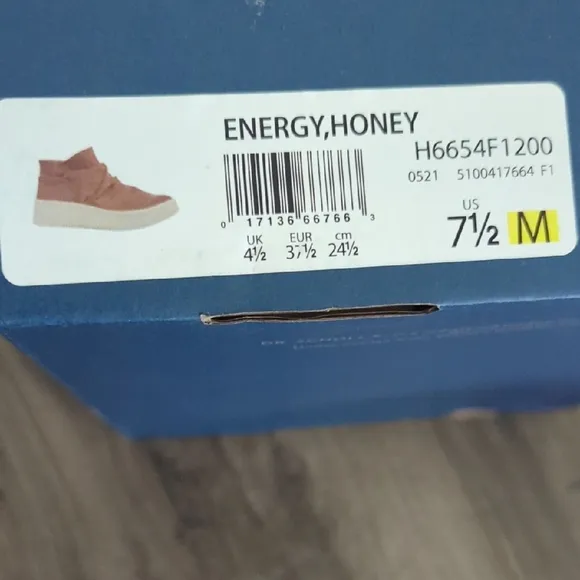 ENERGY,HONEY
H6654F1200
0521 5100417664 F1
0 17136 66766 3
UK EUR cm
4½ 37½ 24½
US
7½ M